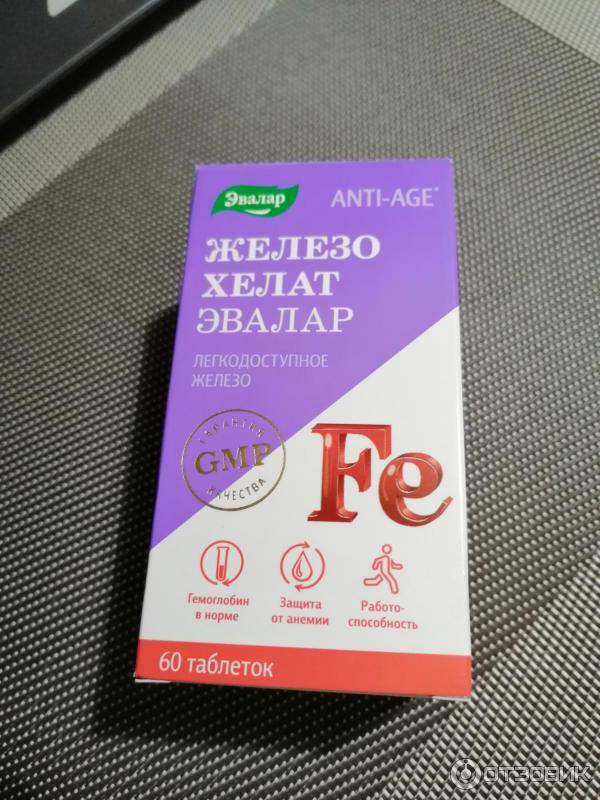 Эвалар
ANTI-AGE*
ЖЕЛЕЗО
ХЕЛАТ
ЭВАЛАР
ЛЕГКОДОСТУПНОЕ
ЖЕЛЕЗО
ГАРАНТИЯ
GMP
КАЧЕСТВА
Fe
Гемоглобин
в норме
Защита
от анемии
Работо-
способность
60 таблеток
ОТЗОВИК